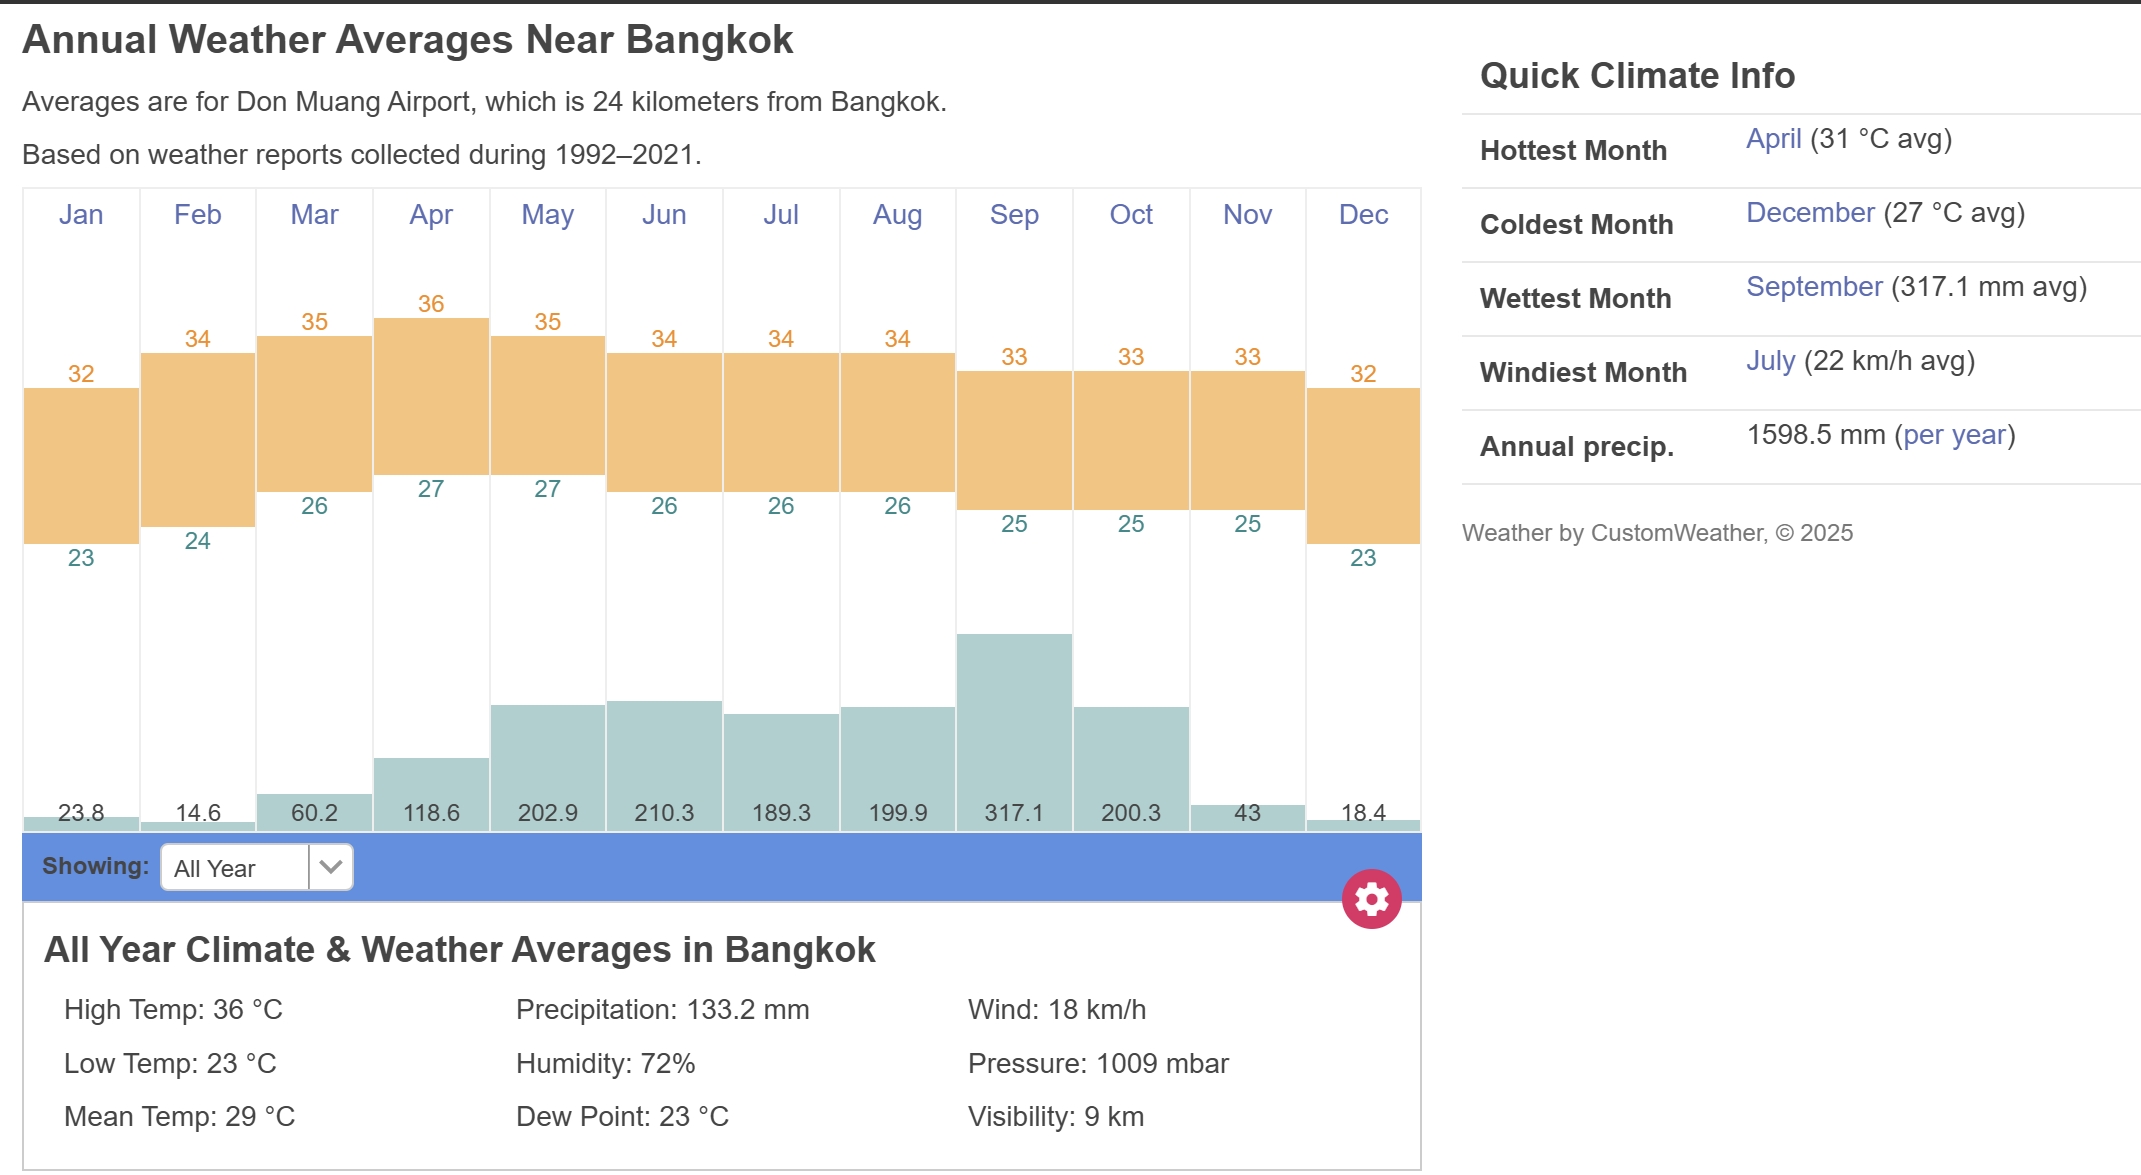 Annual Weather Averages Near Bangkok
Averages are for Don Muang Airport, which is 24 kilometers from Bangkok.
Based on weather reports collected during 1992–2021.
Jan Feb Mar Apr May Jun Jul Aug Sep Oct Nov Dec
32 34 35 36 35 34 34 34 33 33 33 32
23 24 26 27 27 26 26 26 25 25 25 23
23.8 14.6 60.2 118.6 202.9 210.3 189.3 199.9 317.1 200.3 43 18.4
Showing: All Year
All Year Climate & Weather Averages in Bangkok
High Temp: 36 °C Precipitation: 133.2 mm Wind: 18 km/h
Low Temp: 23 °C Humidity: 72% Pressure: 1009 mbar
Mean Temp: 29 °C Dew Point: 23 °C Visibility: 9 km
Quick Climate Info
Hottest Month April (31 °C avg)
Coldest Month December (27 °C avg)
Wettest Month September (317.1 mm avg)
Windiest Month July (22 km/h avg)
Annual precip. 1598.5 mm (per year)
Weather by CustomWeather, © 2025